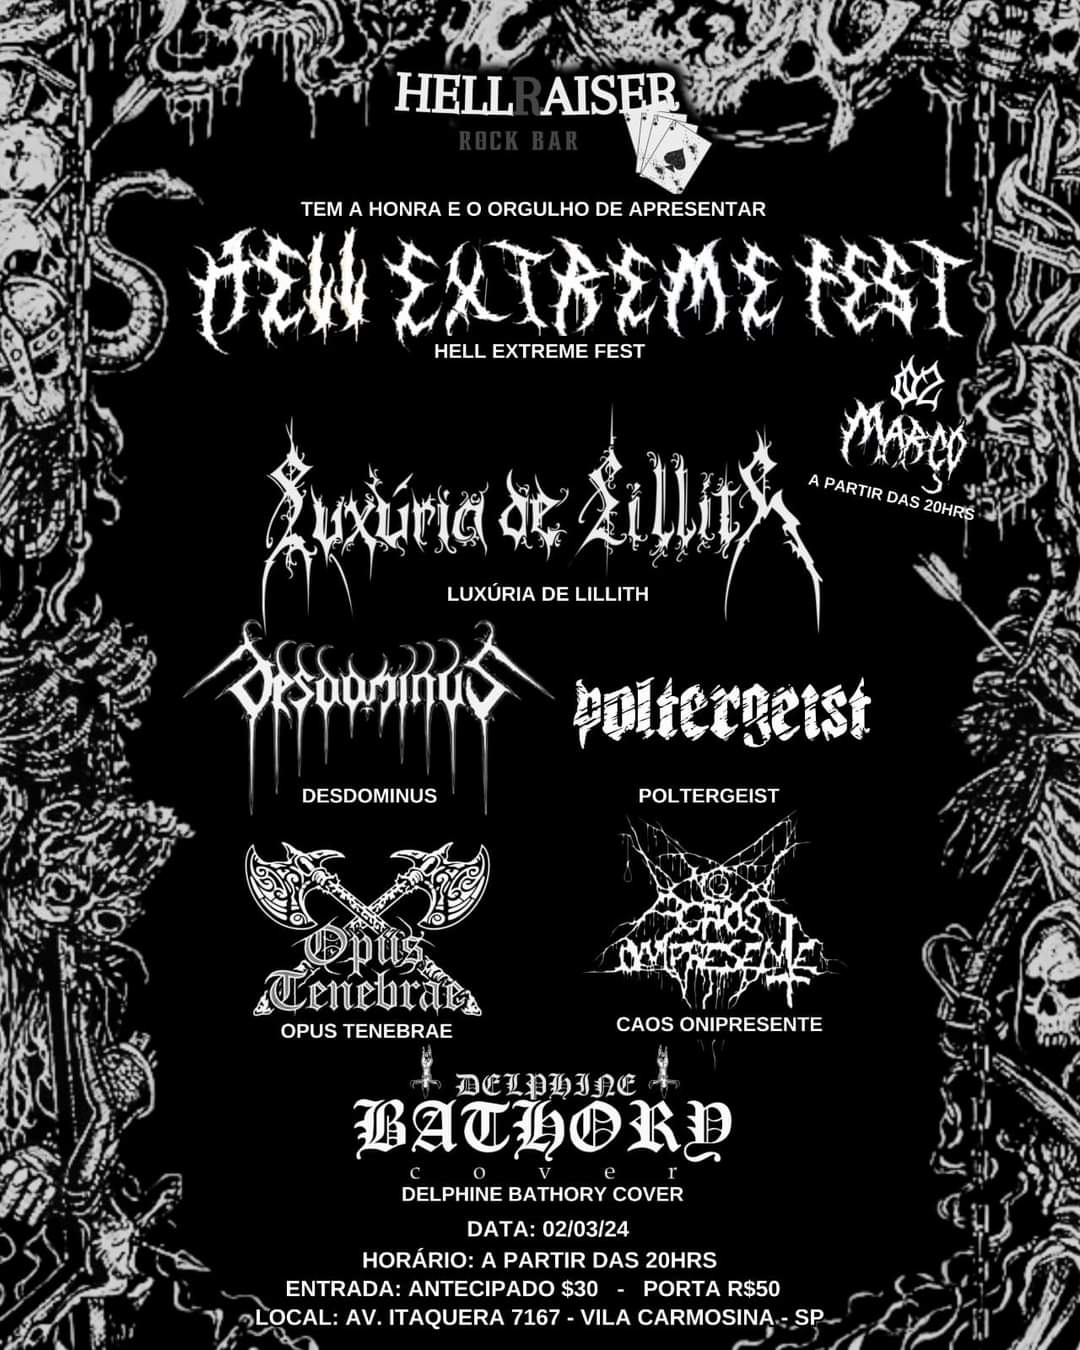 HELLRAISER
ROCK BAR
TEM A HONRA E O ORGULHO DE APRESENTAR
HELL EXTREME FEST
HELL EXTREME FEST
02
MARÇO
A PARTIR DAS 20HRS
Luxúria de Lillith
LUXÚRIA DE LILLITH
Desdominus
poltergeist
DESDOMINUS
POLTERGEIST
Opus
Tenebrae
CAOS
ONIPRESENTE
OPUS TENEBRAE
CAOS ONIPRESENTE
DELPHINE
BATHORY
cover
DELPHINE BATHORY COVER
DATA: 02/03/24
HORÁRIO: A PARTIR DAS 20HRS
ENTRADA: ANTECIPADO $30 - PORTA R$50
LOCAL: AV. ITAQUERA 7167 - VILA CARMOSINA - SP